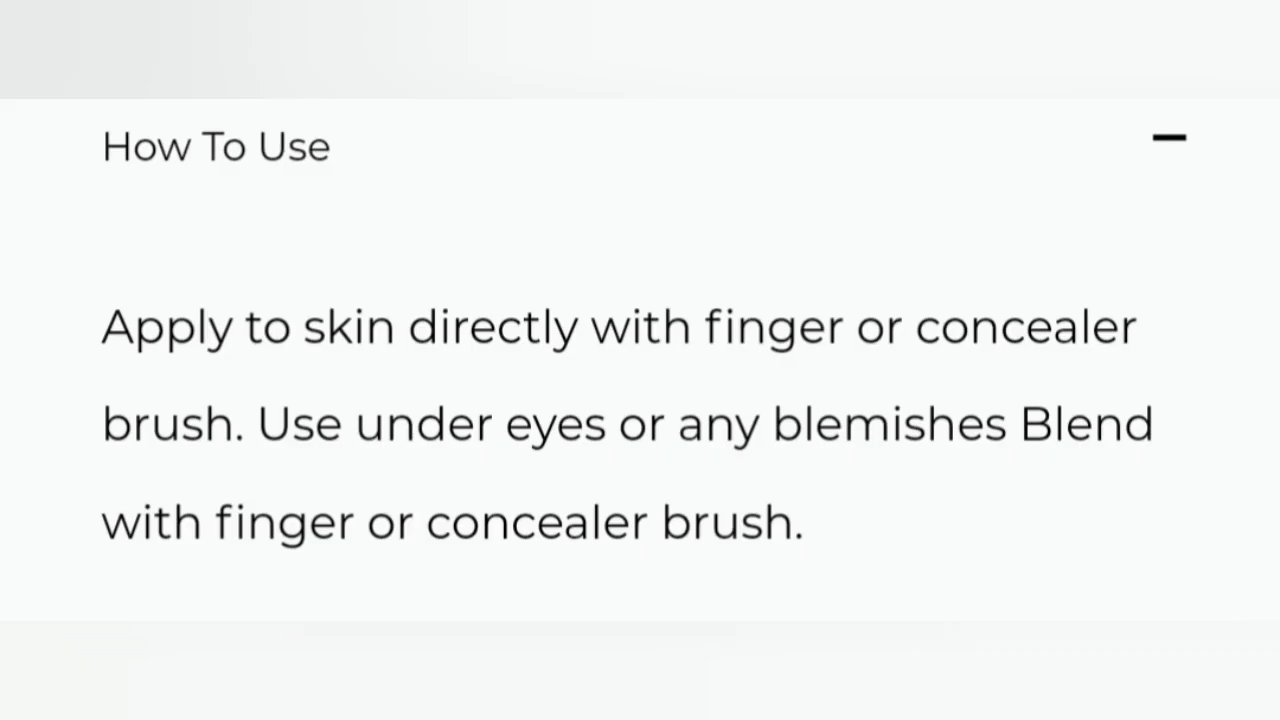 How To Use
Apply to skin directly with finger or concealer
brush. Use under eyes or any blemishes Blend
with finger or concealer brush.